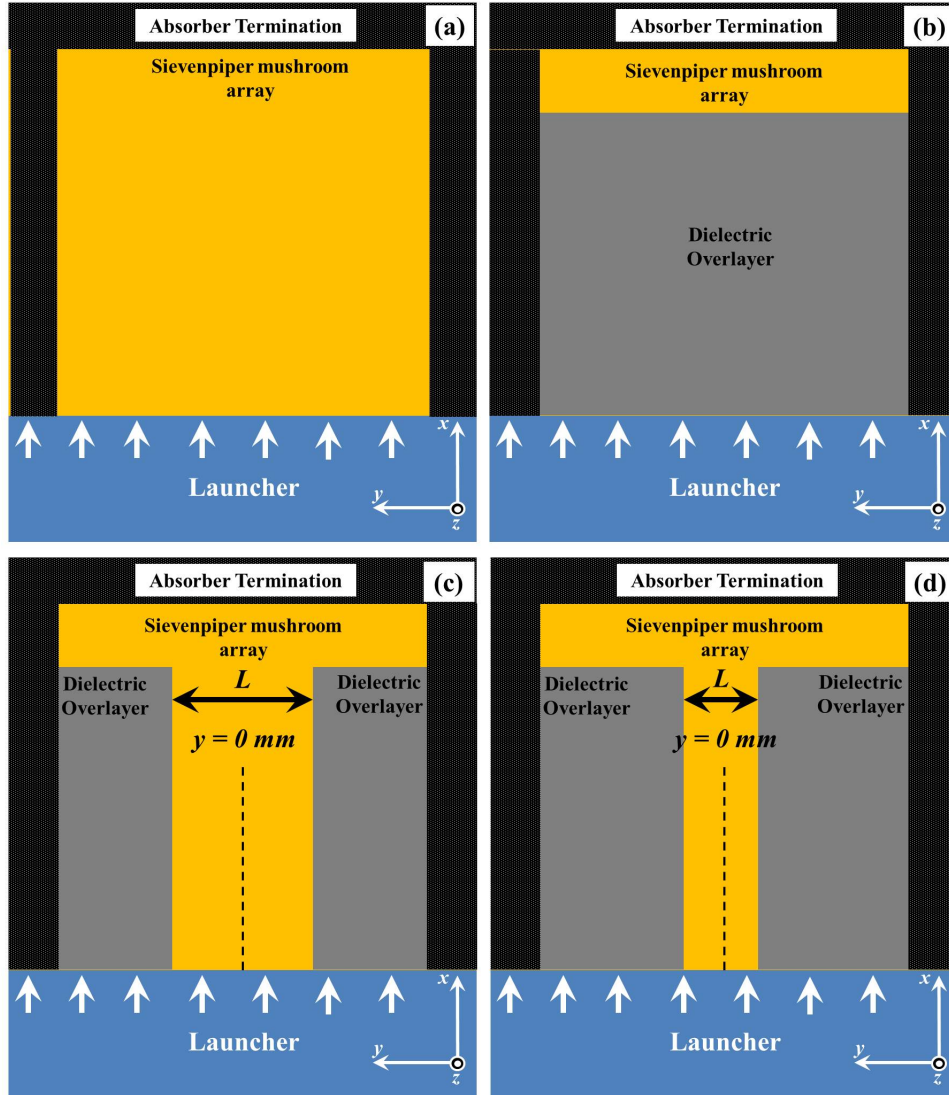 Absorber Termination
(a)
Sievenpiper mushroom
array
x
Launcher
y
z
Absorber Termination
(b)
Sievenpiper mushroom
array
Dielectric
Overlayer
x
Launcher
y
z
Absorber Termination
(c)
Sievenpiper mushroom
array
Dielectric
Overlayer
L
Dielectric
Overlayer
y = 0 mm
x
Launcher
y
z
Absorber Termination
(d)
Sievenpiper mushroom
array
Dielectric
Overlayer
L
Dielectric
Overlayer
y = 0 mm
x
Launcher
y
z